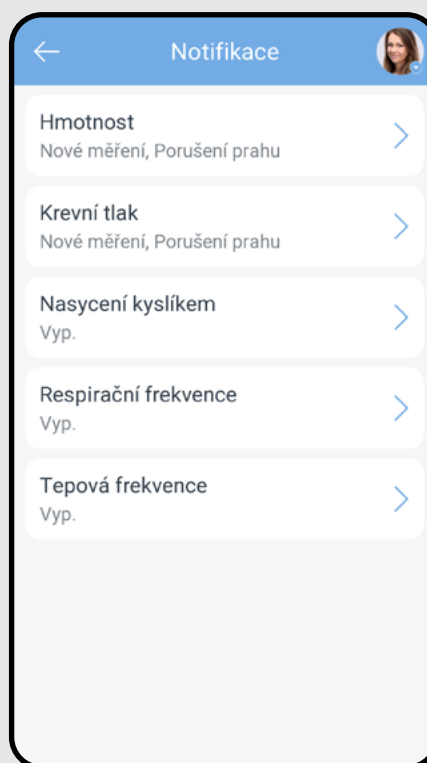 Notifikace
Hmotnost
Nové měření, Porušení prahu
Krevní tlak
Nové měření, Porušení prahu
Nasycení kyslíkem
Vyp.
Respirační frekvence
Vyp.
Tepová frekvence
Vyp.